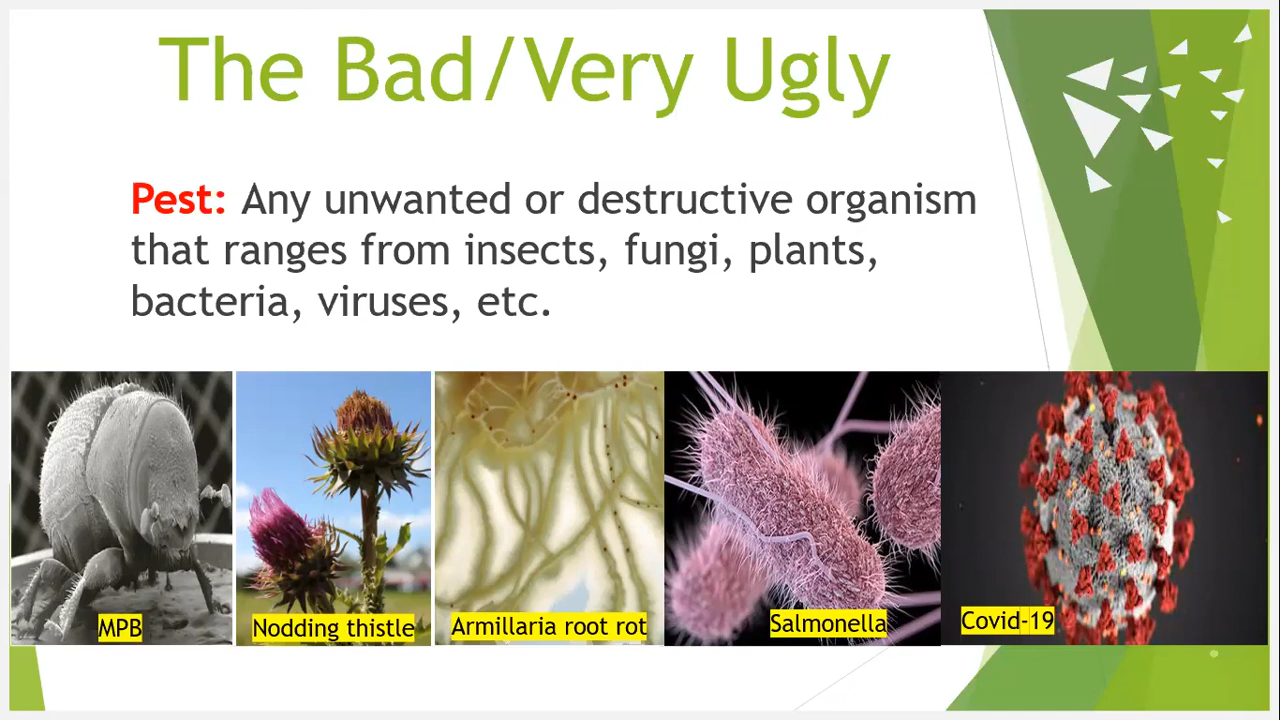 The Bad/Very Ugly
Pest: Any unwanted or destructive organism
that ranges from insects, fungi, plants,
bacteria, viruses, etc.
MPB
Nodding thistle
Armillaria root rot
Salmonella
Covid-19